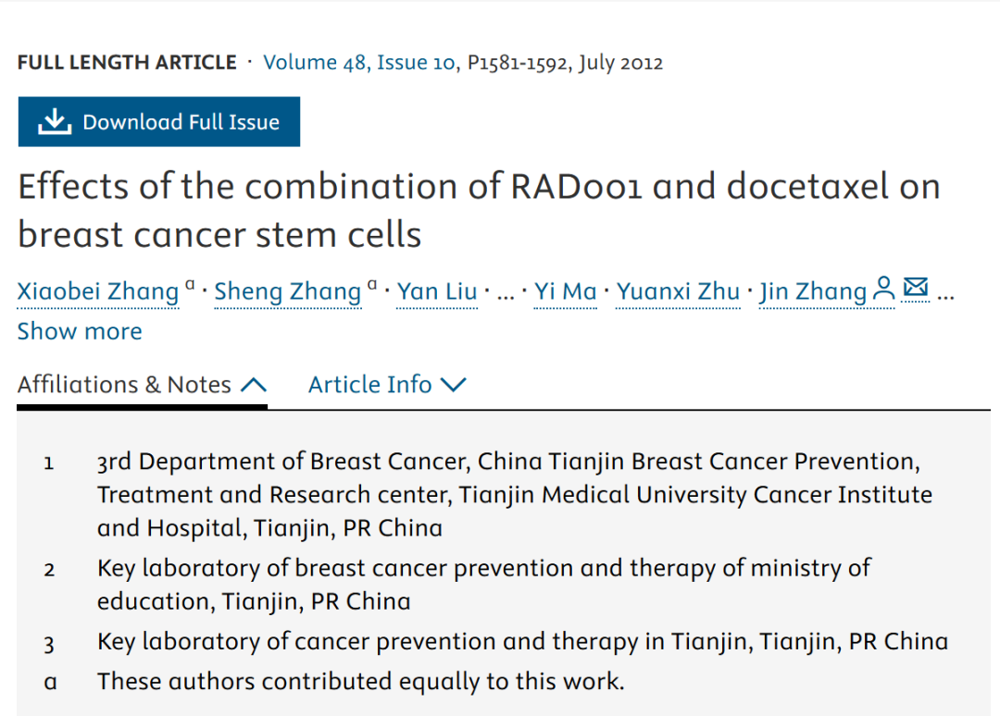 FULL LENGTH ARTICLE · Volume 48, Issue 10, P1581-1592, July 2012
Download Full Issue
Effects of the combination of RAD001 and docetaxel on
breast cancer stem cells
Xiaobei Zhang a · Sheng Zhang a · Yan Liu · ... · Yi Ma · Yuanxi Zhu · Jin Zhang ...
Show more
Affiliations & Notes Article Info
1 3rd Department of Breast Cancer, China Tianjin Breast Cancer Prevention,
Treatment and Research center, Tianjin Medical University Cancer Institute
and Hospital, Tianjin, PR China
2 Key laboratory of breast cancer prevention and therapy of ministry of
education, Tianjin, PR China
3 Key laboratory of cancer prevention and therapy in Tianjin, Tianjin, PR China
a These authors contributed equally to this work.